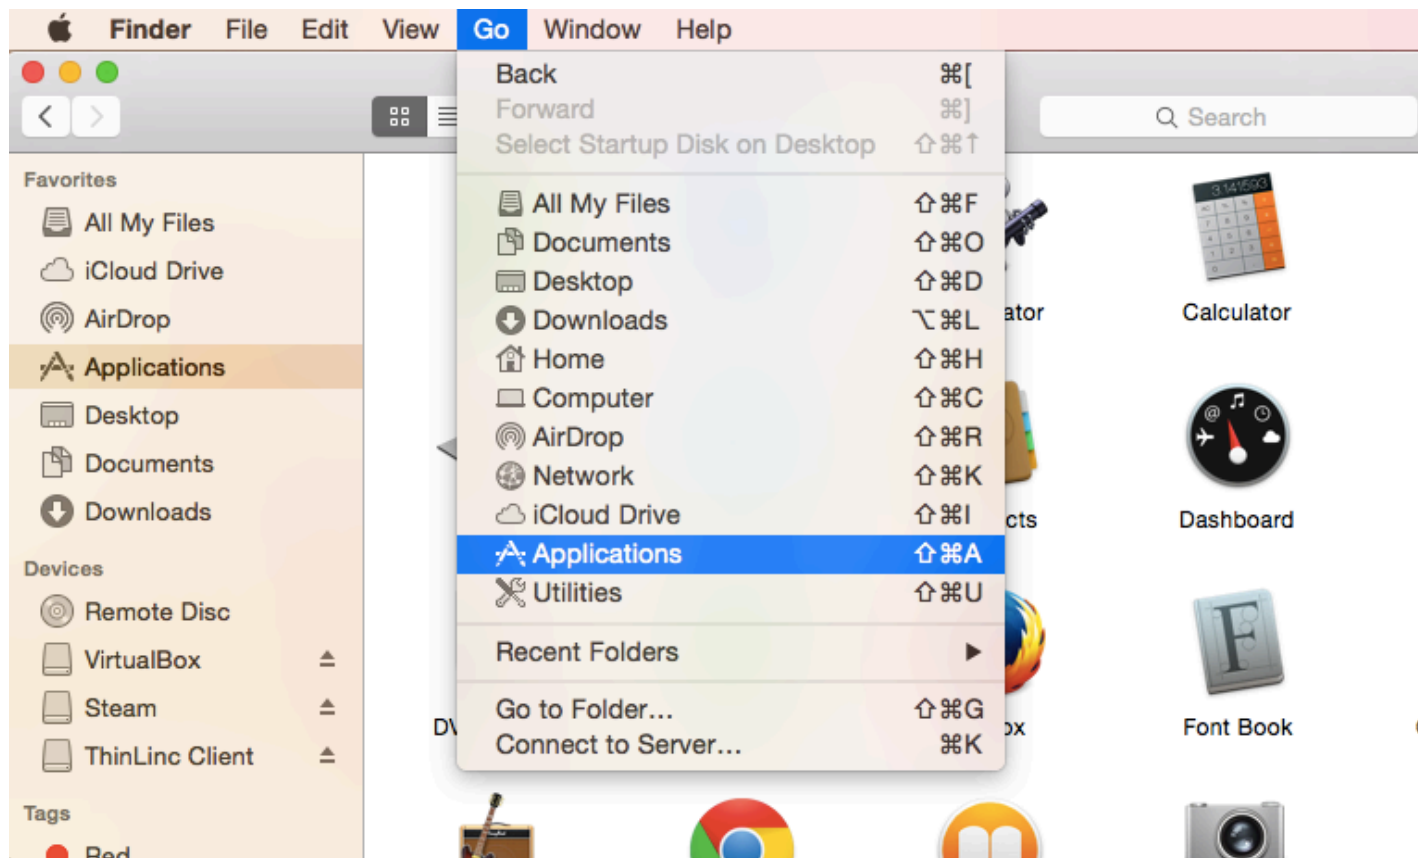 Finder File Edit View Go Window Help
Search
Favorites
All My Files
iCloud Drive
AirDrop
Applications
Desktop
Documents
Downloads
Devices
Remote Disc
VirtualBox
Steam
ThinLinc Client
Tags
Red
Back ⌘[
Forward ⌘]
Select Startup Disk on Desktop ⇧⌘↑
All My Files ⇧⌘F
Documents ⇧⌘O
Desktop ⇧⌘D
Downloads ⌥⌘L
Home ⇧⌘H
Computer ⇧⌘C
AirDrop ⇧⌘R
Network ⇧⌘K
iCloud Drive ⇧⌘I
Applications ⇧⌘A
Utilities ⇧⌘U
Recent Folders ▶
Go to Folder... ⇧⌘G
Connect to Server... ⌘K
3.141593
ator
Calculator
cts
Dashboard
DV
ox
Font Book